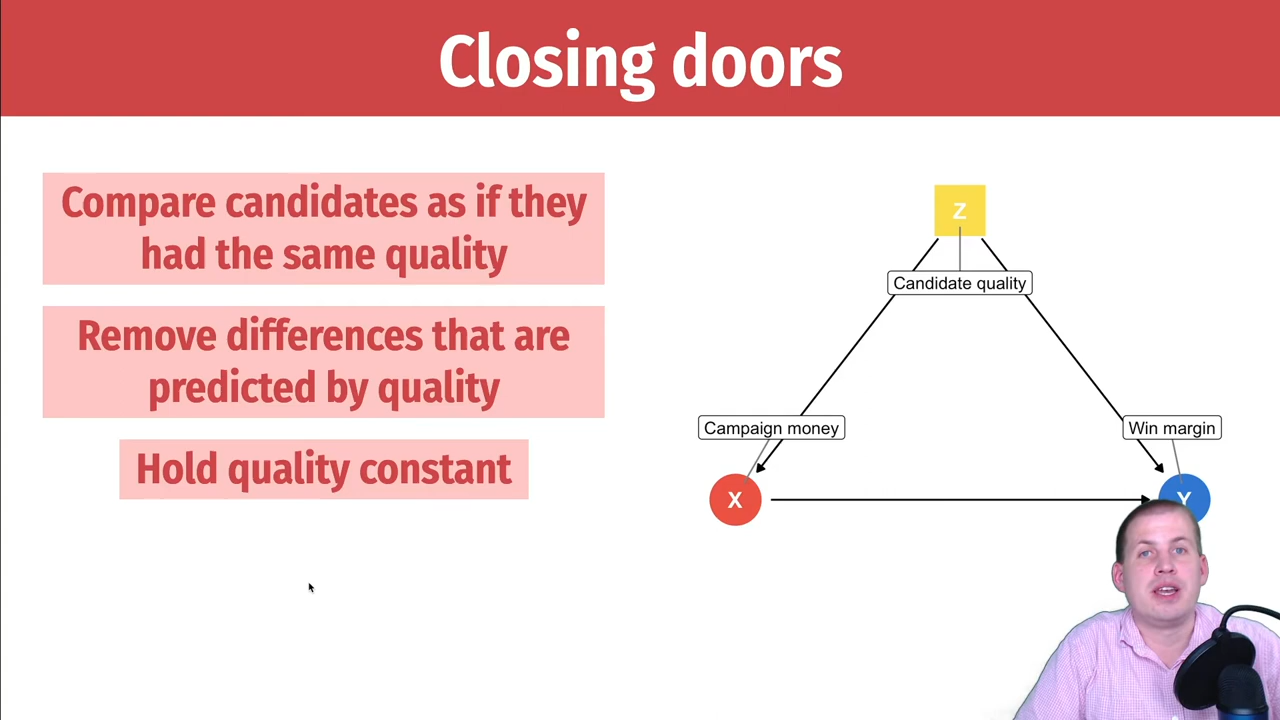 Closing doors
Compare candidates as if they
had the same quality
Remove differences that are
predicted by quality
Hold quality constant
Z
Candidate quality
Campaign money
Win margin
X
Y